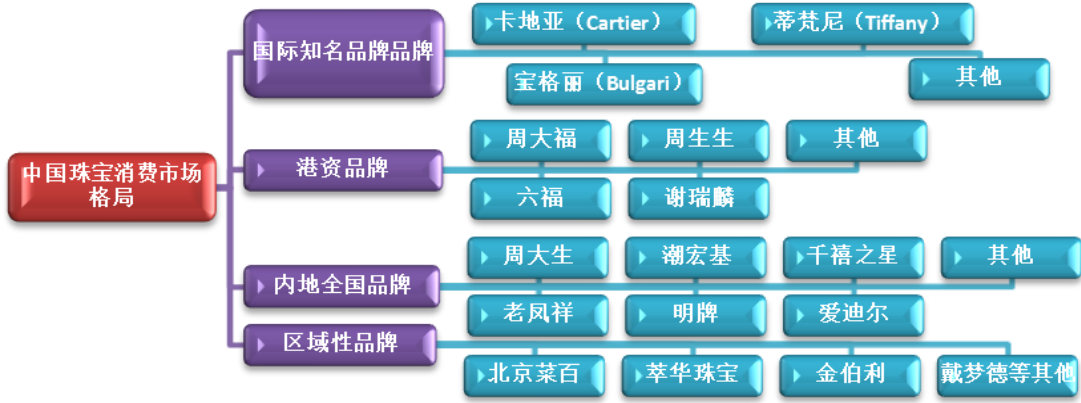 中国珠宝消费市场
格局
国际知名品牌品牌
卡地亚（Cartier）
蒂梵尼（Tiffany）
宝格丽（Bulgari）
其他
港资品牌
周大福
周生生
其他
六福
谢瑞麟
内地全国品牌
周大生
潮宏基
千禧之星
其他
老凤祥
明牌
爱迪尔
区域性品牌
北京菜百
萃华珠宝
金伯利
戴梦德等其他